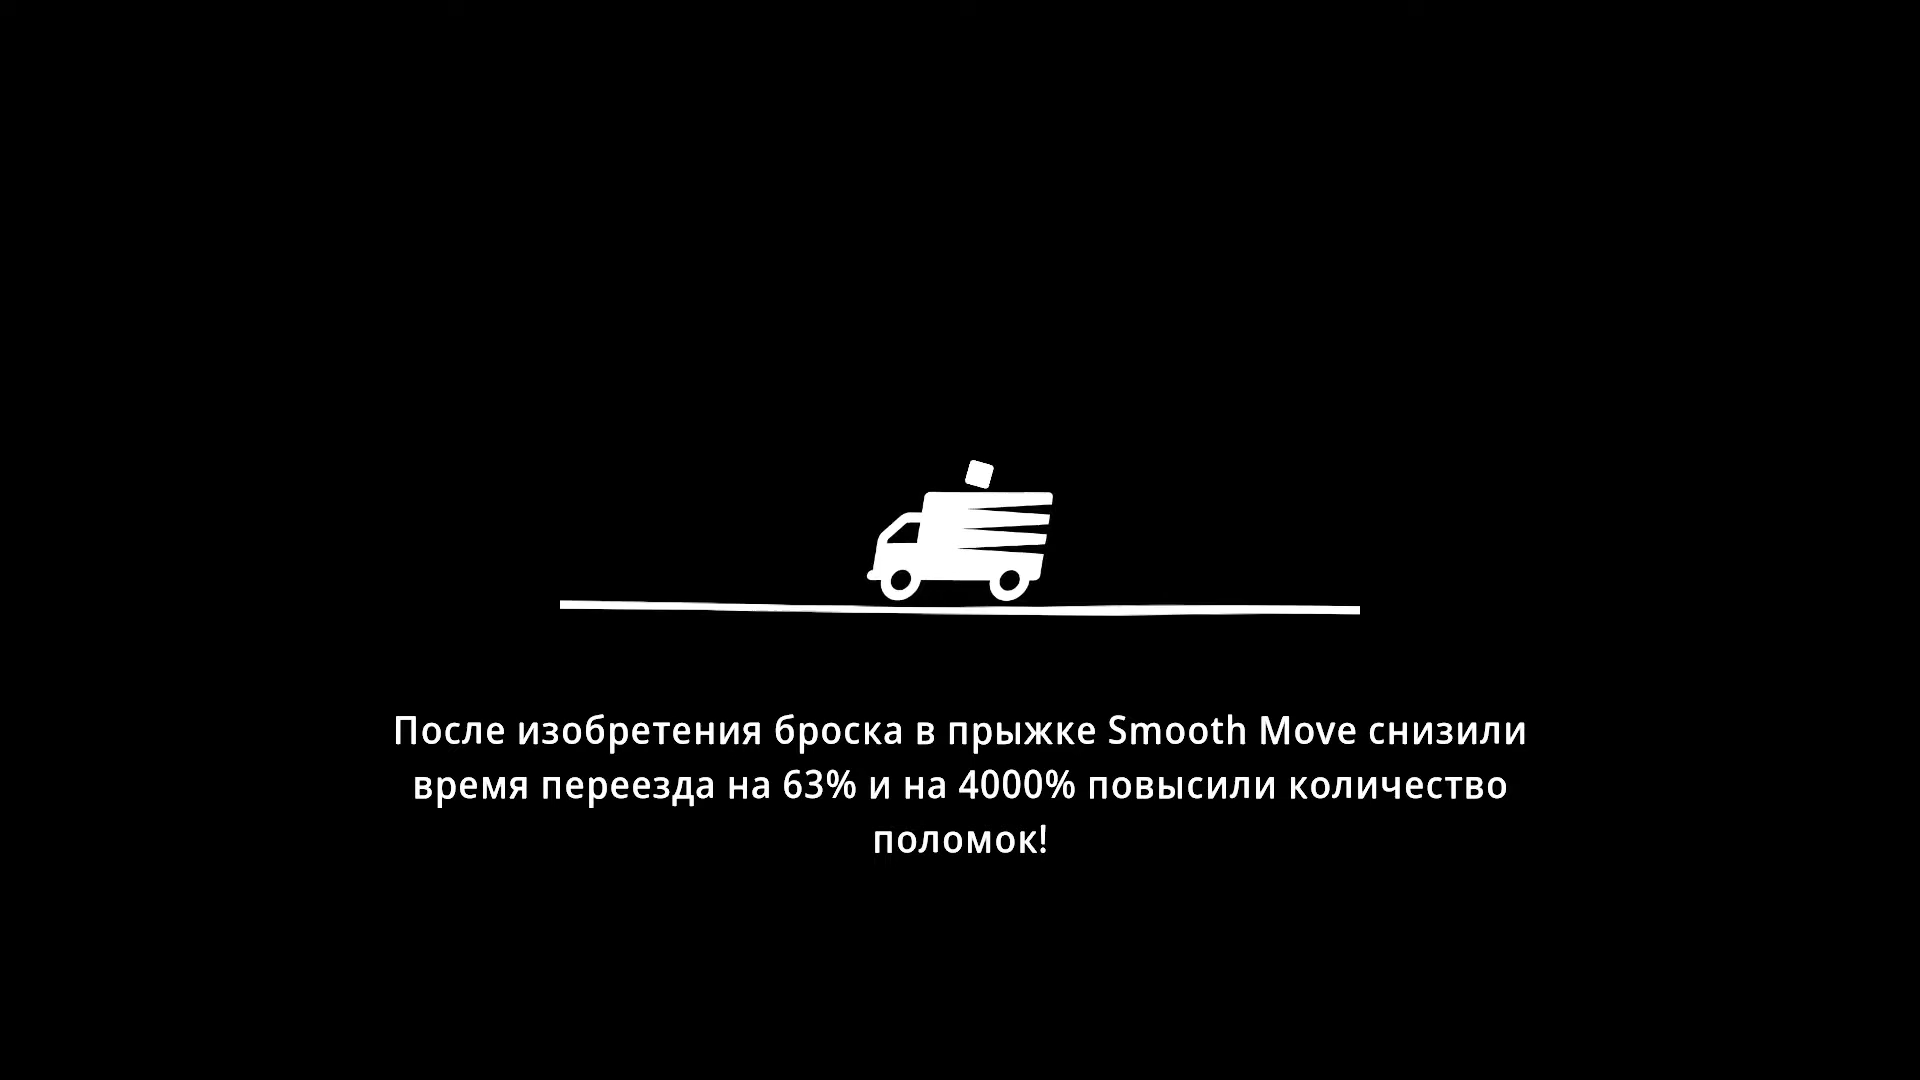 После изобретения броска в прыжке Smooth Move снизили
время переезда на 63% и на 4000% повысили количество
поломок!